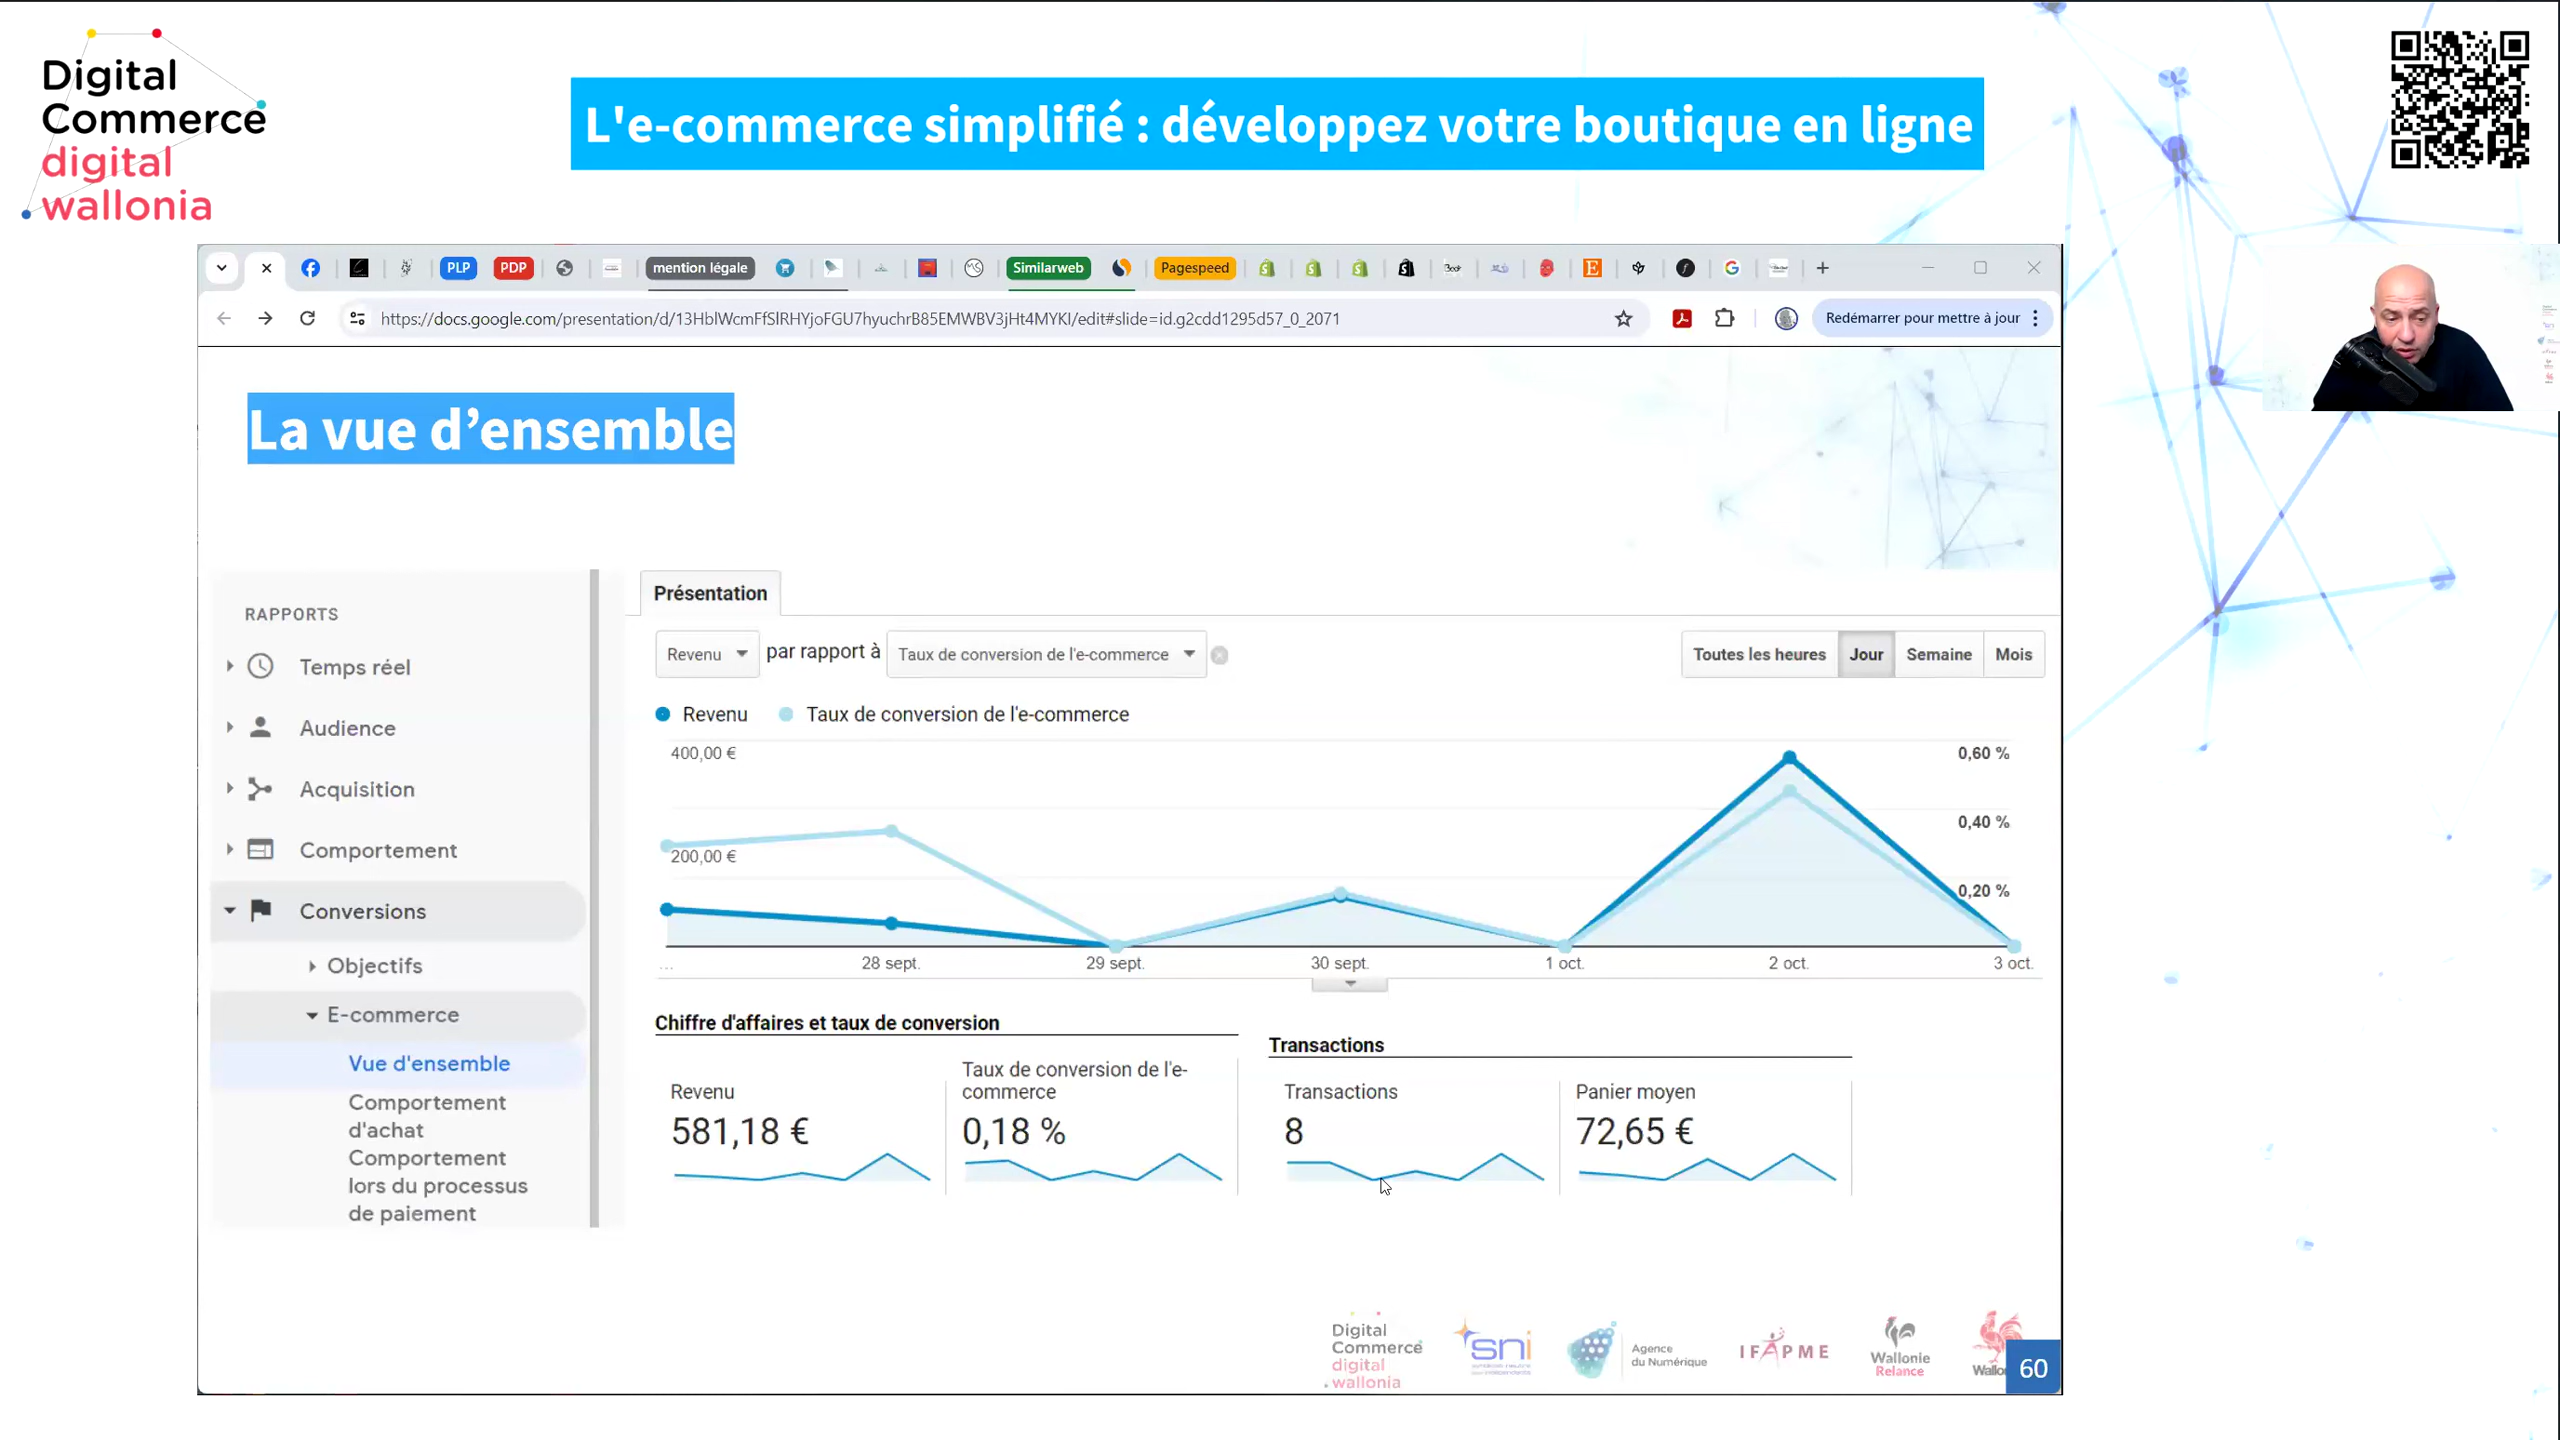 Digital
Commerce
digital
wallonia
L'e-commerce simplifié : développez votre boutique en ligne
PLP
PDP
mention légale
Similarweb
Pagespeed
https://docs.google.com/presentation/d/13HblWcmFfSlRHYjoFGU7hyuchrB85EMWBV3jHt4MYKI/edit#slide=id.g2cdd1295d57_0_2071
Redémarrer pour mettre à jour
La vue d’ensemble
RAPPORTS
Temps réel
Audience
Acquisition
Comportement
Conversions
Objectifs
E-commerce
Vue d'ensemble
Comportement
d'achat
Comportement
lors du processus
de paiement
Présentation
Revenu par rapport à Taux de conversion de l'e-commerce
Toutes les heures Jour Semaine Mois
Revenu Taux de conversion de l'e-commerce
400,00 € 0,60 %
0,40 %
200,00 €
0,20 %
... 28 sept. 29 sept. 30 sept. 1 oct. 2 oct. 3 oct.
Chiffre d'affaires et taux de conversion
Revenu
581,18 €
Taux de conversion de l'e-
commerce
0,18 %
Transactions
Transactions
8
Panier moyen
72,65 €
Digital
Commerce
digital
wallonia
sni
Agence
du Numérique
IFAPME
Wallonie
Relance
60